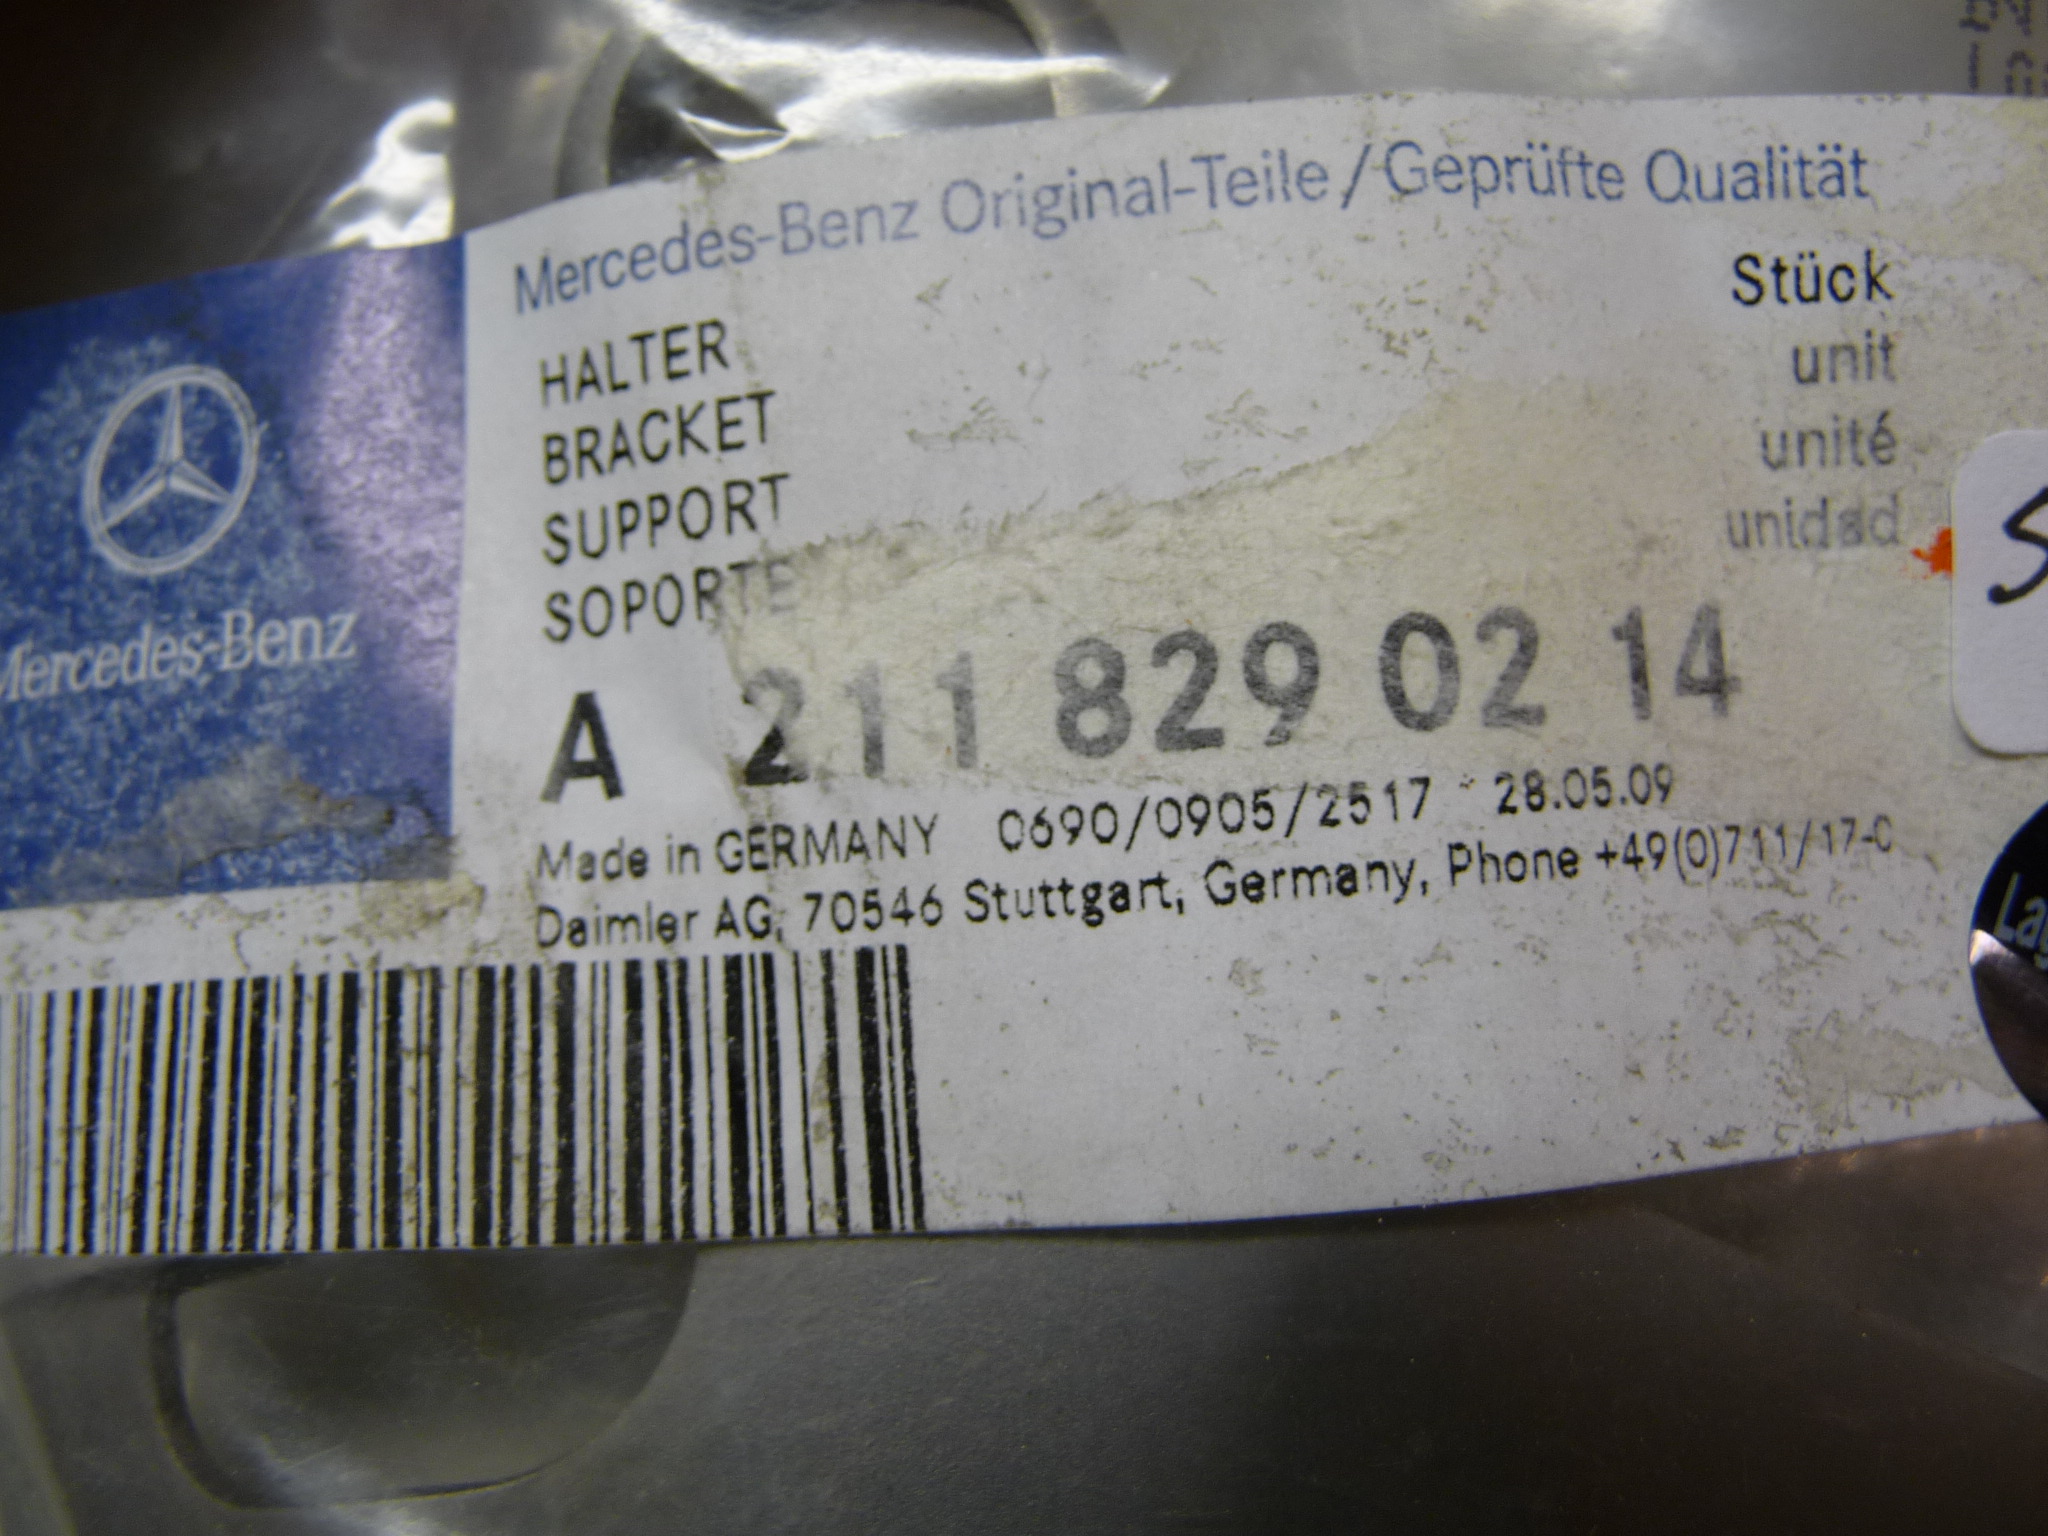 Mercedes-Benz Original-Teile / Geprüfte Qualität
HALTER
BRACKET
SUPPORT
SOPORTE
Stück
unit
unité
unidad
Mercedes-Benz
A 211 829 02 14
Made in GERMANY 0690/0905/2517 28.05.09
Daimler AG, 70546 Stuttgart, Germany, Phone +49(0)711/17-0